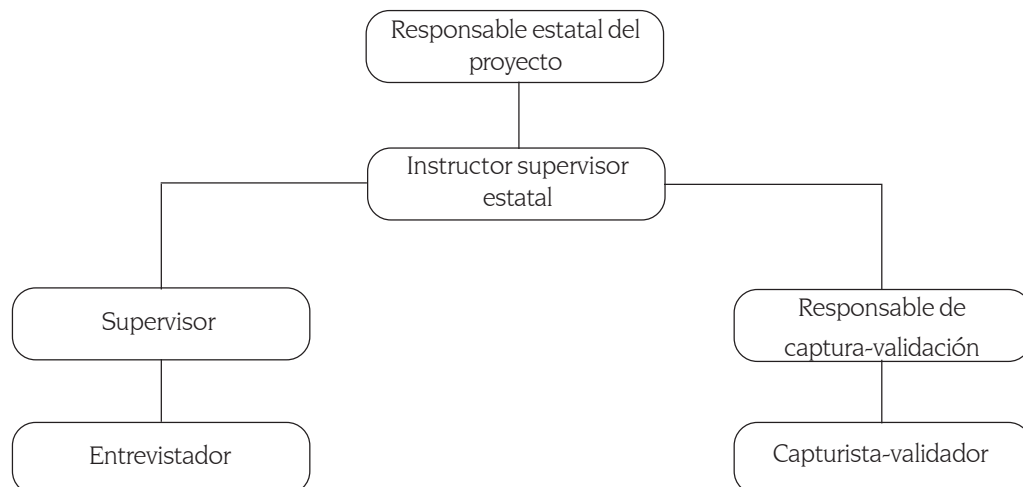 Responsable estatal del
proyecto
Instructor supervisor
estatal
Supervisor
Responsable de
captura-validación
Entrevistador
Capturista-validador